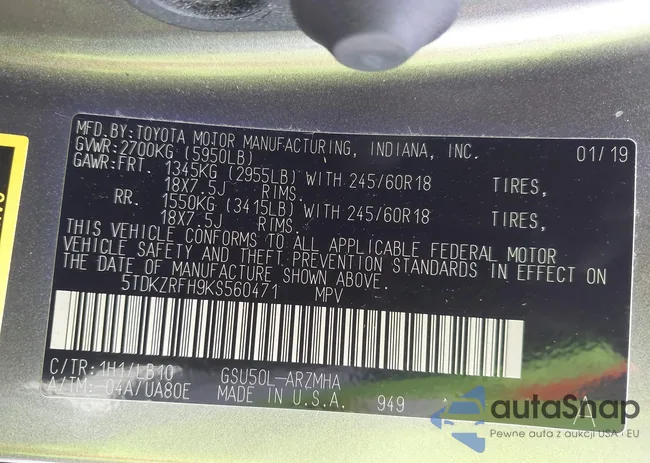 MFD.BY:TOYOTA MOTOR MANUFACTURING, INDIANA, INC. 01/19
GVWR:2700KG (5950LB)
GAWR:FRT. 1345KG (2955LB) WITH 245/60R18 TIRES,
18X7.5J RIMS.
RR. 1550KG (3415LB) WITH 245/60R18 TIRES,
18X7.5J RIMS.
THIS VEHICLE CONFORMS TO ALL APPLICABLE FEDERAL MOTOR
VEHICLE SAFETY AND THEFT PREVENTION STANDARDS IN EFFECT ON
THE DATE OF MANUFACTURE SHOWN ABOVE.
5TDKZRFH9KS560471 MPV
C/TR: 1H1/LB10 GSU50L-ARZMHA
A/TM: -04A/UA80E MADE IN U.S.A. 949 A
autaSnap
Pewne auta z aukcji USA i EU